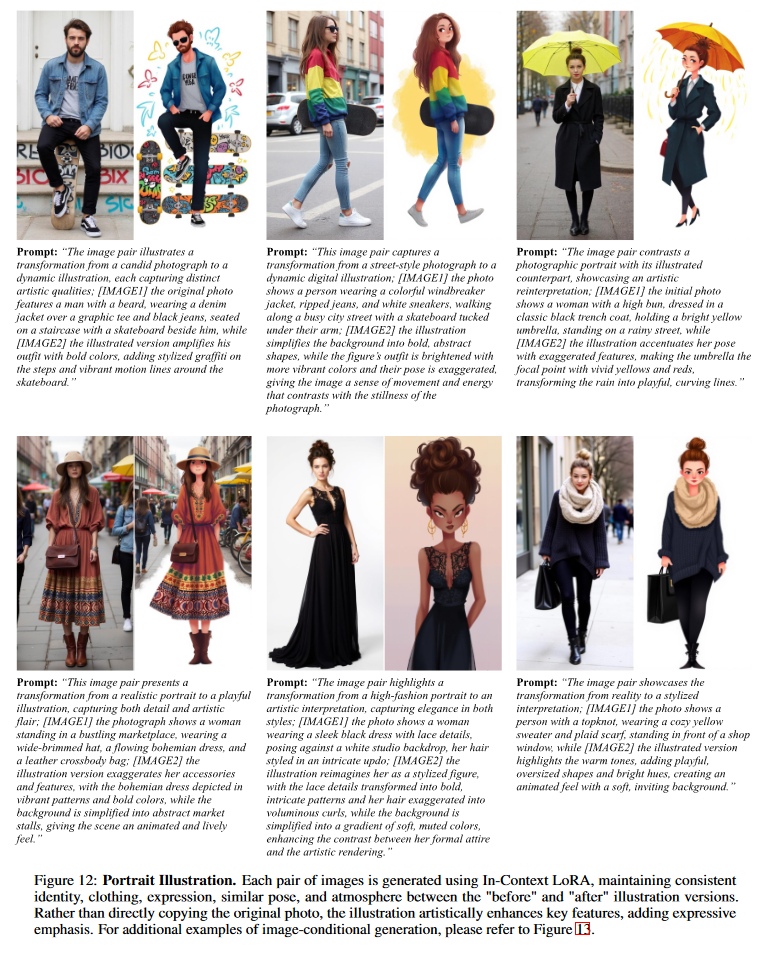 Prompt: “The image pair illustrates a
transformation from a candid photograph to a
dynamic illustration, each capturing distinct
artistic qualities; [IMAGE1] the original photo
features a man with a beard, wearing a denim
jacket over a graphic tee and black jeans, seated
on a staircase with a skateboard beside him, while
[IMAGE2] the illustrated version amplifies his
outfit with bold colors, adding stylized graffiti on
the steps and vibrant motion lines around the
skateboard.”
Prompt: “This image pair captures a
transformation from a street-style photograph to a
dynamic digital illustration; [IMAGE1] the photo
shows a person wearing a colorful windbreaker
jacket, ripped jeans, and white sneakers, walking
along a busy city street with a skateboard tucked
under their arm; [IMAGE2] the illustration
simplifies the background into bold, abstract
shapes, while the figure’s outfit is brightened with
more vibrant colors and their pose is exaggerated,
giving the image a sense of movement and energy
that contrasts with the stillness of the
photograph.”
Prompt: “The image pair contrasts a
photographic portrait with its illustrated
counterpart, showcasing an artistic
reinterpretation; [IMAGE1] the initial photo
shows a woman with a high bun, dressed in a
classic black trench coat, holding a bright yellow
umbrella, standing on a rainy street, while
[IMAGE2] the illustration accentuates her pose
with exaggerated features, making the umbrella the
focal point with vivid yellows and reds,
transforming the rain into playful, curving lines.”
Prompt: “This image pair presents a
transformation from a realistic portrait to a playful
illustration, capturing both detail and artistic
flair; [IMAGE1] the photograph shows a woman
standing in a bustling marketplace, wearing a
wide-brimmed hat, a flowing bohemian dress, and
a leather crossbody bag; [IMAGE2] the
illustration version exaggerates her accessories
and features, with the bohemian dress depicted in
vibrant patterns and bold colors, while the
background is simplified into abstract market
stalls, giving the scene an animated and lively
feel.”
Prompt: “The image pair highlights a
transformation from a high-fashion portrait to an
artistic interpretation, capturing elegance in both
styles; [IMAGE1] the photo shows a woman
wearing a sleek black dress with lace details,
posing against a white studio backdrop, her hair
styled in an intricate updo; [IMAGE2] the
illustration reimagines her as a stylized figure,
with the lace details transformed into bold,
intricate patterns and her hair exaggerated into
voluminous curls, while the background is
simplified into a gradient of soft, muted colors,
enhancing the contrast between her formal attire
and the artistic rendering.”
Prompt: “The image pair showcases the
transformation from reality to a stylized
interpretation; [IMAGE1] the photo shows a
person with a topknot, wearing a cozy yellow
sweater and plaid scarf, standing in front of a shop
window, while [IMAGE2] the illustrated version
highlights the warm tones, adding playful,
oversized shapes and bright hues, creating an
animated feel with a soft, inviting background.”
Figure 12: Portrait Illustration. Each pair of images is generated using In-Context LoRA, maintaining consistent
identity, clothing, expression, similar pose, and atmosphere between the "before" and "after" illustration versions.
Rather than directly copying the original photo, the illustration artistically enhances key features, adding expressive
emphasis. For additional examples of image-conditional generation, please refer to Figure 13.